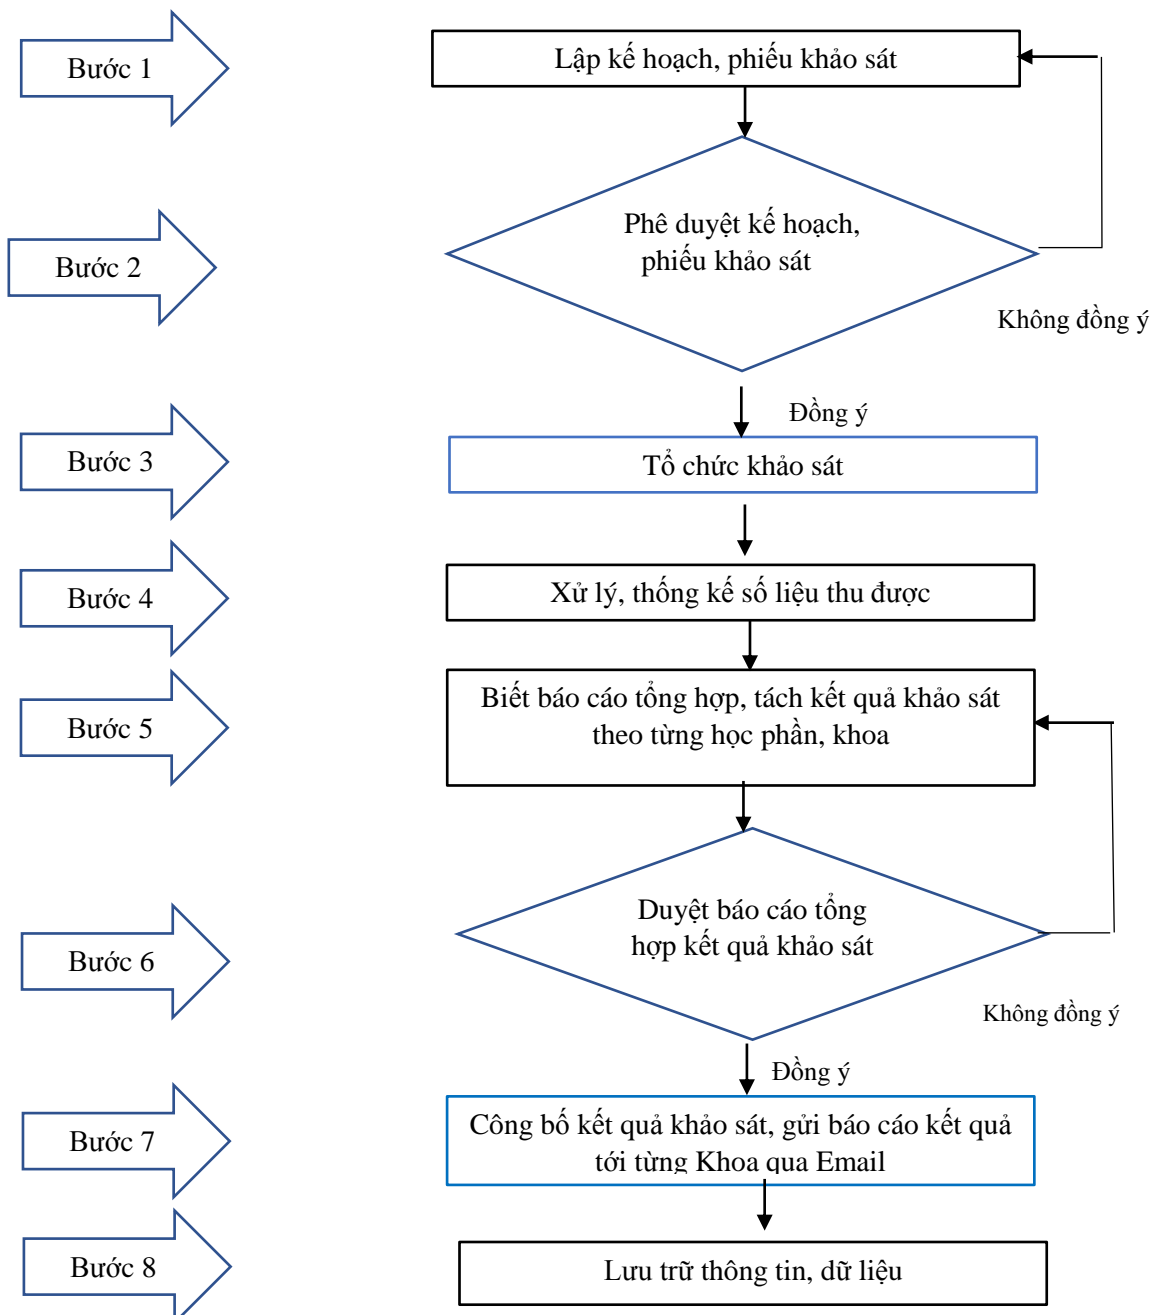 Bước 1
Lập kế hoạch, phiếu khảo sát
Bước 2
Phê duyệt kế hoạch,
phiếu khảo sát
Không đồng ý
Đồng ý
Bước 3
Tổ chức khảo sát
Bước 4
Xử lý, thống kế số liệu thu được
Bước 5
Biết báo cáo tổng hợp, tách kết quả khảo sát
theo từng học phần, khoa
Bước 6
Duyệt báo cáo tổng
hợp kết quả khảo sát
Không đồng ý
Đồng ý
Bước 7
Công bố kết quả khảo sát, gửi báo cáo kết quả
tới từng Khoa qua Email
Bước 8
Lưu trữ thông tin, dữ liệu